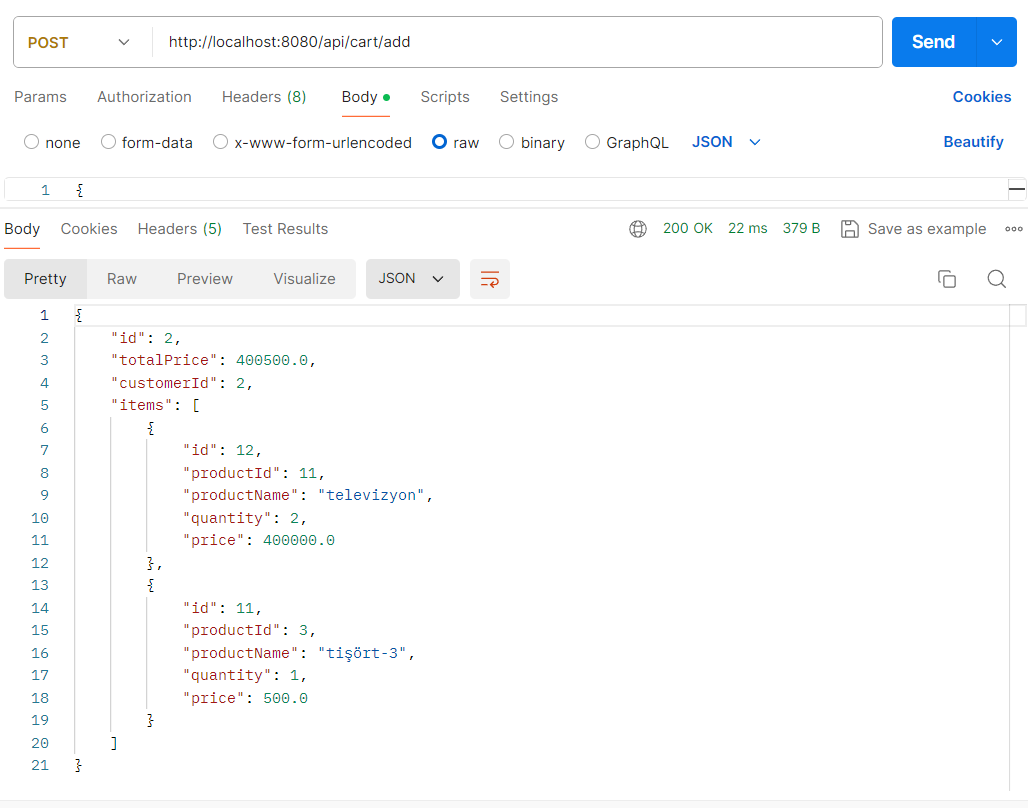 POST http://localhost:8080/api/cart/add Send
Params Authorization Headers (8) Body Scripts Settings Cookies
none form-data x-www-form-urlencoded raw binary GraphQL JSON Beautify
1 {
Body Cookies Headers (5) Test Results 200 OK 22 ms 379 B Save as example
Pretty Raw Preview Visualize JSON
1 {
2 "id": 2,
3 "totalPrice": 400500.0,
4 "customerId": 2,
5 "items": [
6 {
7 "id": 12,
8 "productId": 11,
9 "productName": "televizyon",
10 "quantity": 2,
11 "price": 400000.0
12 },
13 {
14 "id": 11,
15 "productId": 3,
16 "productName": "tişört-3",
17 "quantity": 1,
18 "price": 500.0
19 }
20 ]
21 }